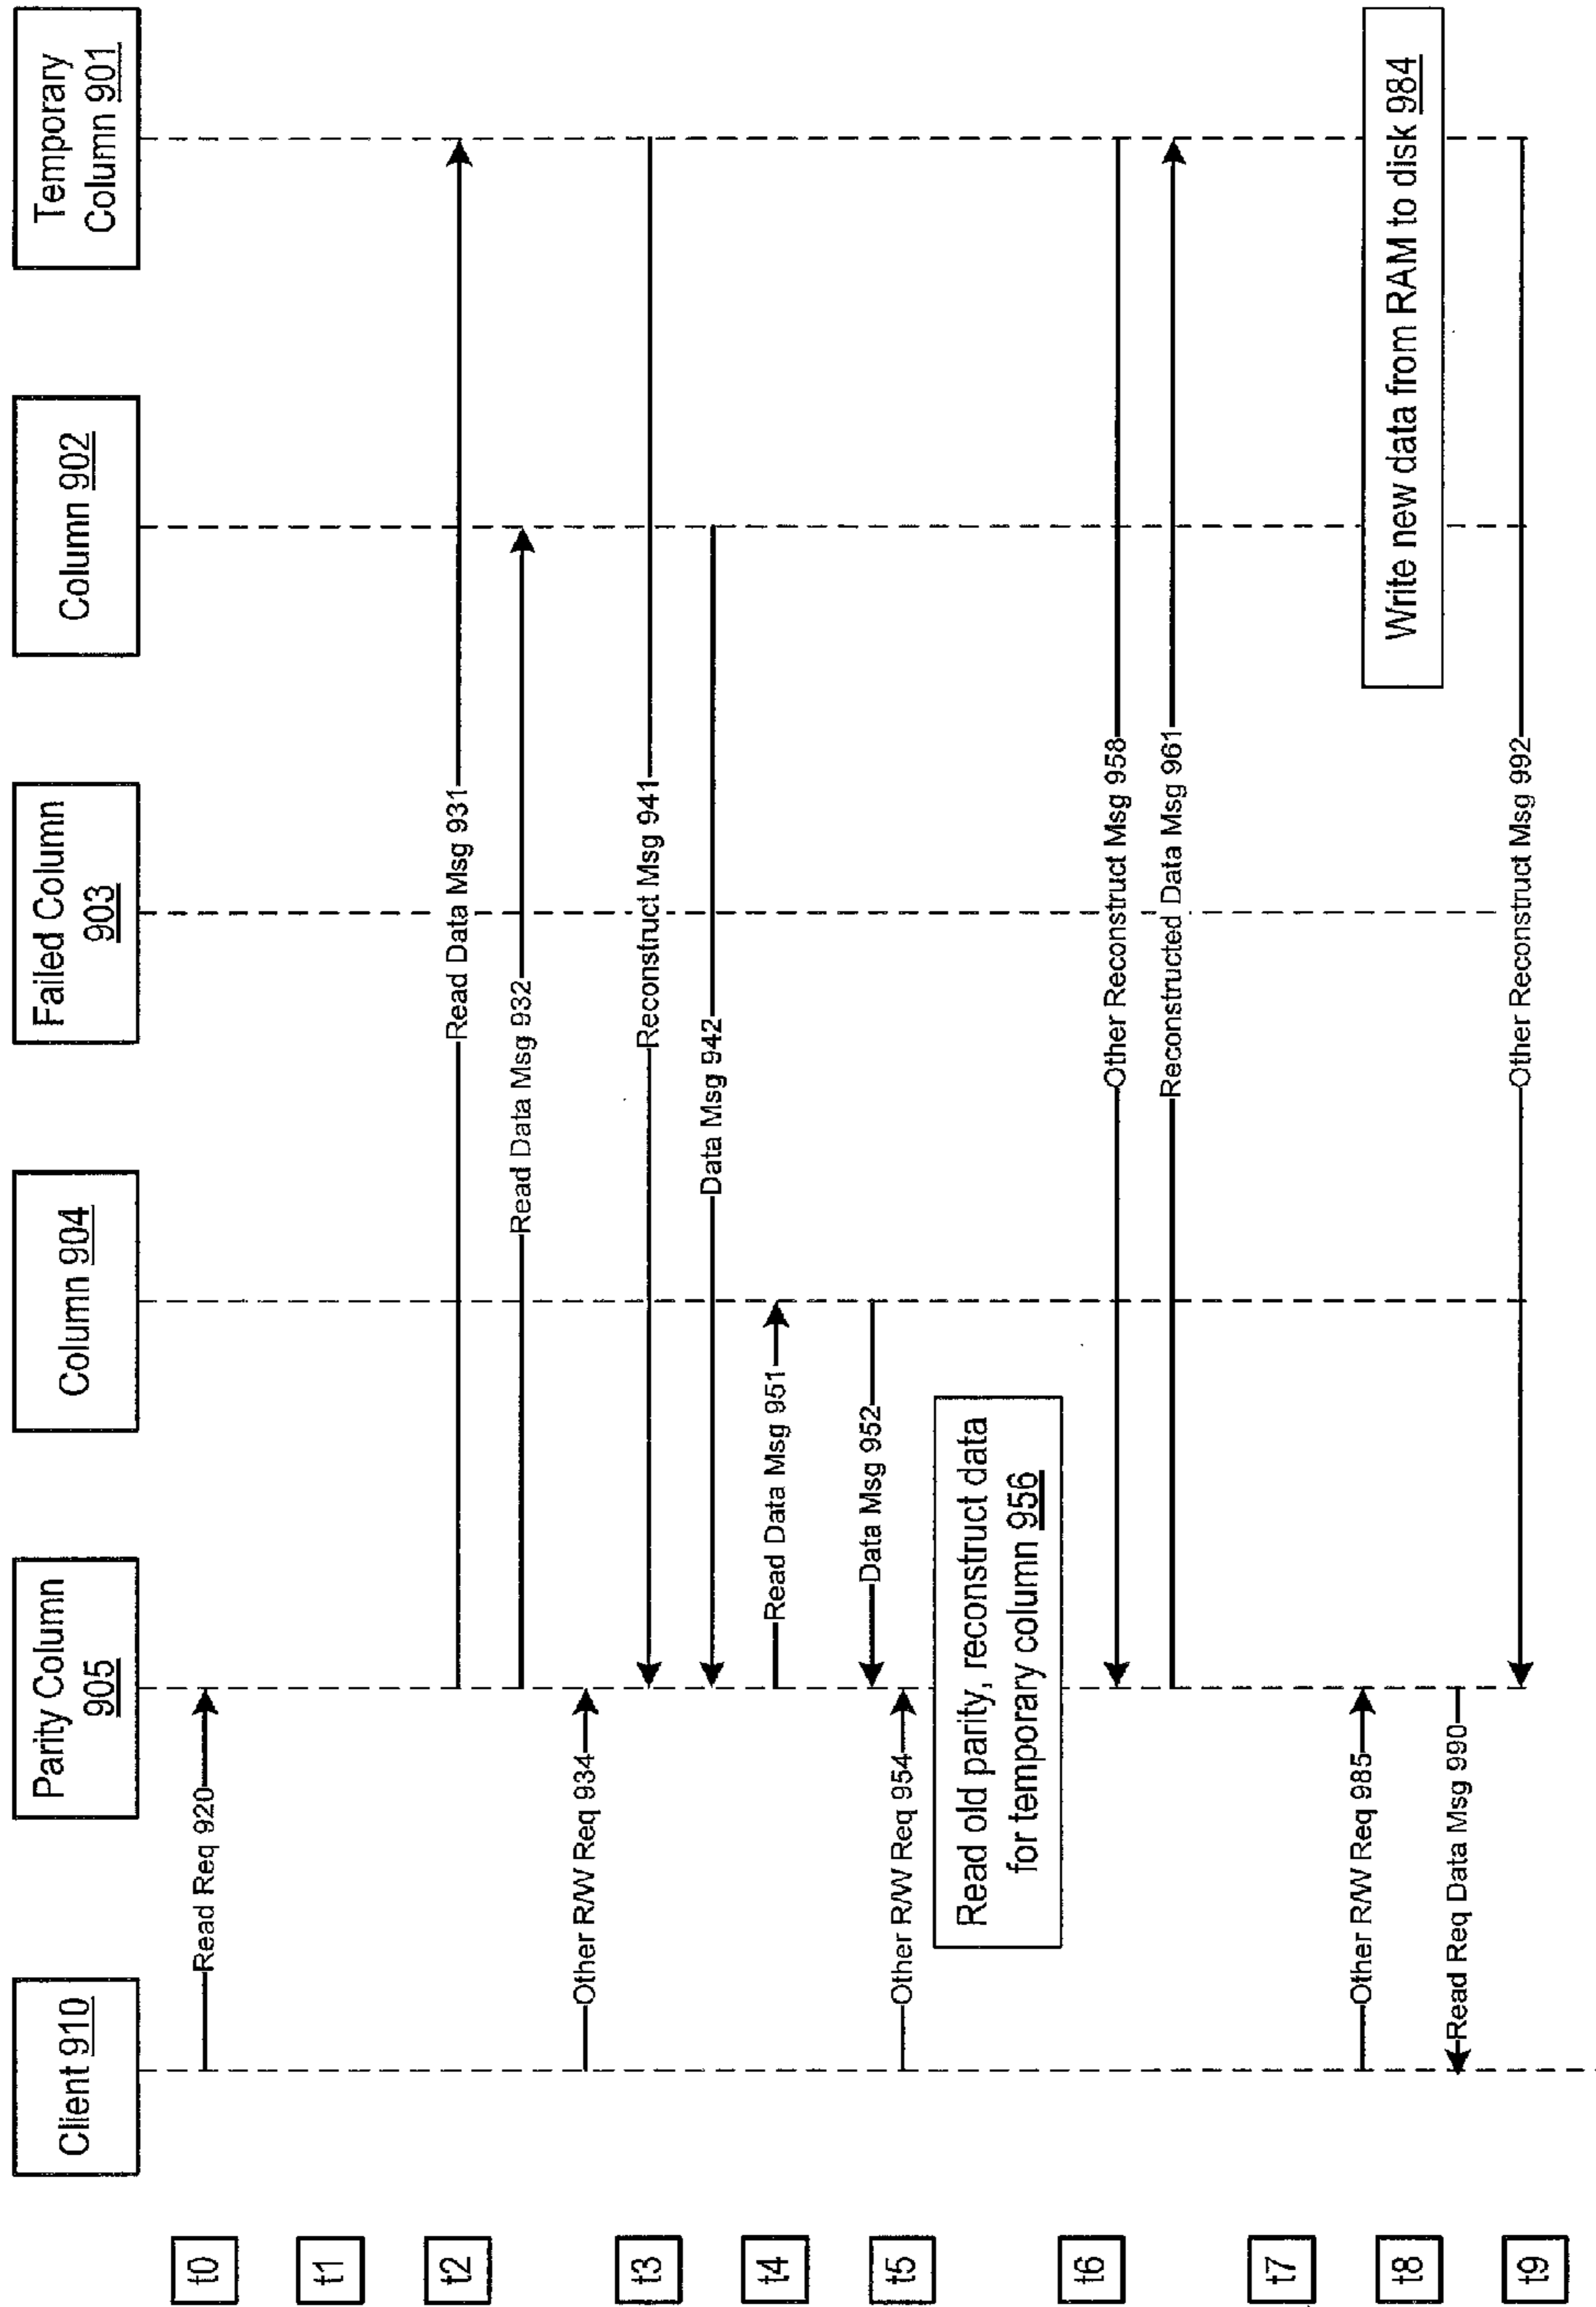 Client 910
Parity Column
905
Column 904
Failed Column
903
Column 902
Temporary
Column 901
t0
Read Req 920
t1
t2
Read Data Msg 931
Read Data Msg 932
Other R/W Req 934
t3
Reconstruct Msg 941
Data Msg 942
t4
Read Data Msg 951
t5
Data Msg 952
Other R/W Req 954
Read old parity, reconstruct data
for temporary column 956
t6
Other Reconstruct Msg 958
Reconstructed Data Msg 961
t7
Other R/W Req 985
Write new data from RAM to disk 984
t8
Read Req Data Msg 990
t9
Other Reconstruct Msg 992